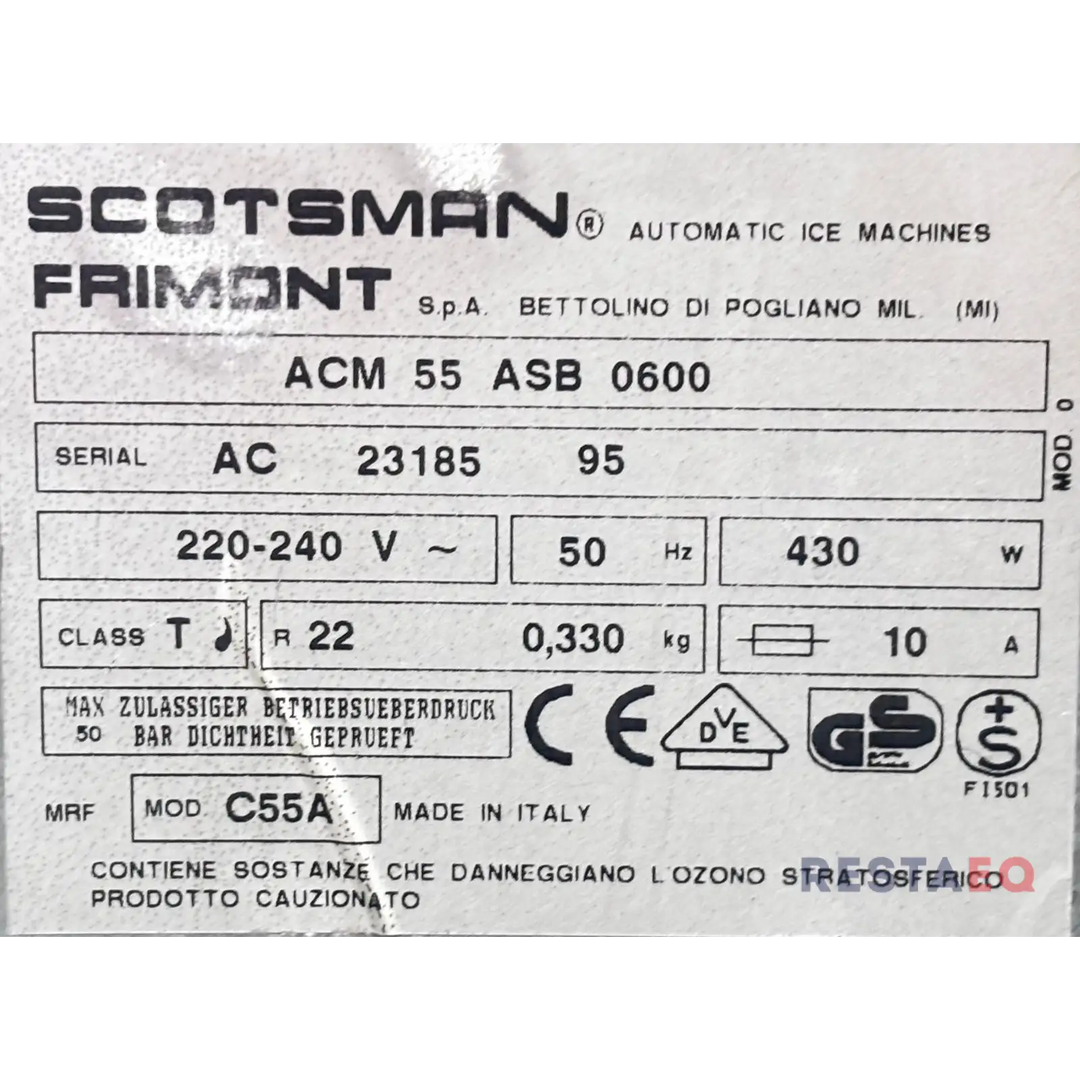 SCOTSMAN® AUTOMATIC ICE MACHINES
FRIMONT S.p.A. BETTOLINO DI POGLIANO MIL. (MI)
ACM 55 ASB 0600
MOD. 0
SERIAL AC 23185 95
220-240 V ~ 50 Hz 430 W
CLASS T R 22 0,330 kg 10 A
MAX ZULASSIGER BETRIEBSUEBERDRUCK
50 BAR DICHTHEIT GEPRUEFT
CE DVE GS +S
FI501
MRF MOD. C55A MADE IN ITALY
CONTIENE SOSTANZE CHE DANNEGGIANO L'OZONO STRATOSFERICO
PRODOTTO CAUZIONATO
RESTAEQ